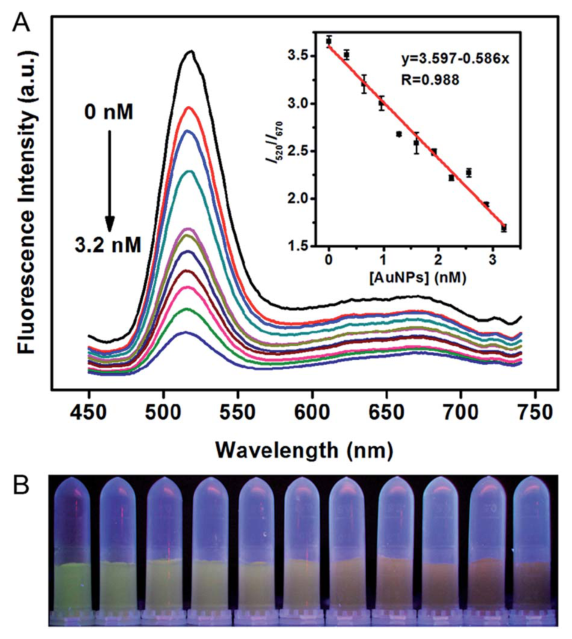 A
Fluorescence Intensity (a.u.)
0 nM
3.2 nM
450 500 550 600 650 700 750
Wavelength (nm)
I520/I670
3.5
3.0
2.5
2.0
1.5
y=3.597-0.586x
R=0.988
0 1 2 3
[AuNPs] (nM)
B